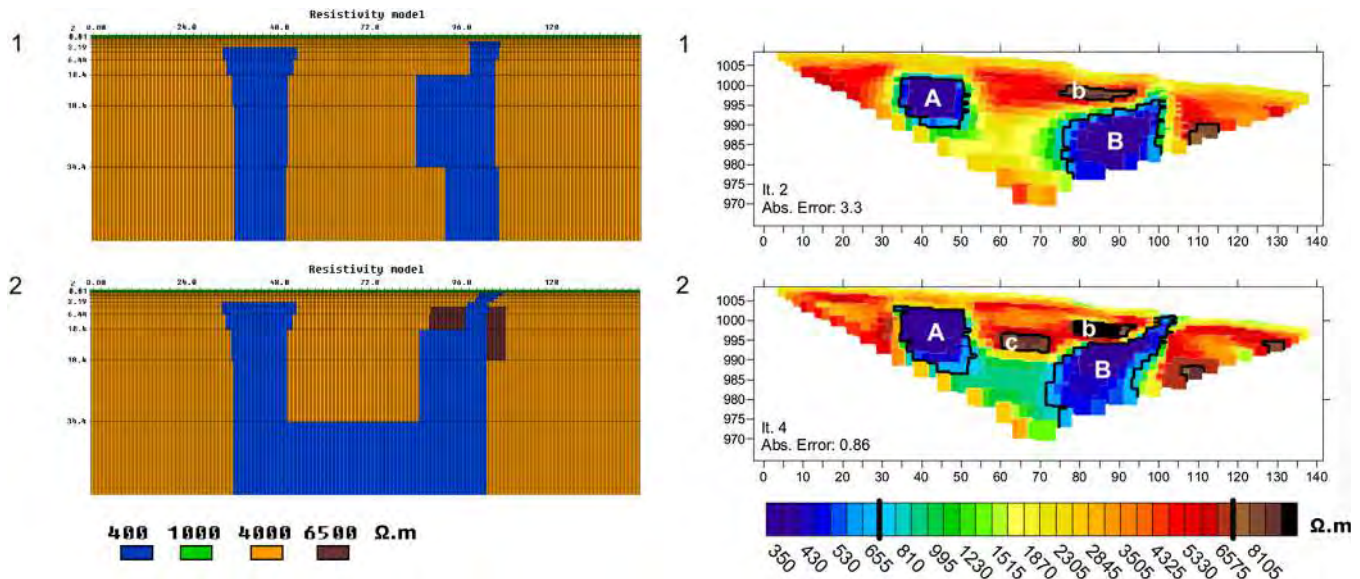 1
Resistivity model
z 0.00 24.0 48.0 72.0 96.0 120
10.4
34.4
2
Resistivity model
z 0.00 24.0 48.0 72.0 96.0 120
10.4
34.4
400 1000 4000 6500 Ω.m
1
1005
1000
995
990
985
980
975
970
A
b
B
It. 2
Abs. Error: 3.3
0 10 20 30 40 50 60 70 80 90 100 110 120 130 140
2
1005
1000
995
990
985
980
975
970
A
c
b
B
It. 4
Abs. Error: 0.86
0 10 20 30 40 50 60 70 80 90 100 110 120 130 140
Ω.m
350 430 530 655 810 995 1230 1515 1870 2305 2845 3505 4325 5330 6575 8105